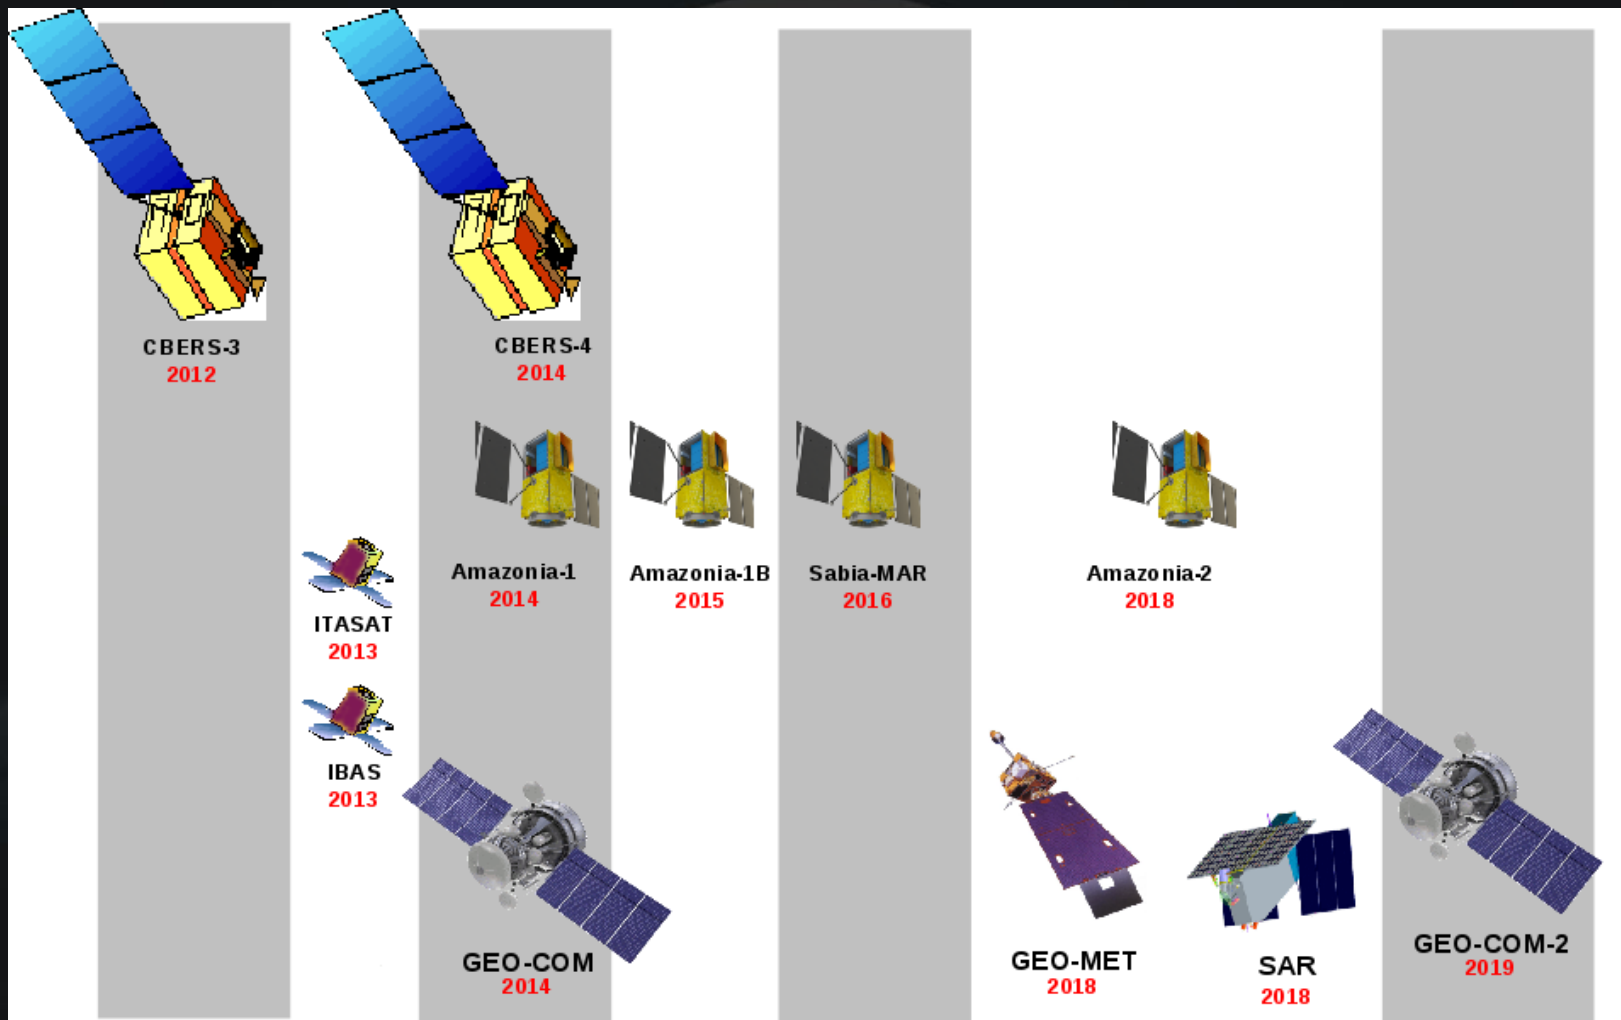 CBERS-3
2012
CBERS-4
2014
Amazonia-1
2014
Amazonia-1B
2015
Sabia-MAR
2016
Amazonia-2
2018
ITASAT
2013
IBAS
2013
GEO-COM
2014
GEO-MET
2018
SAR
2018
GEO-COM-2
2019